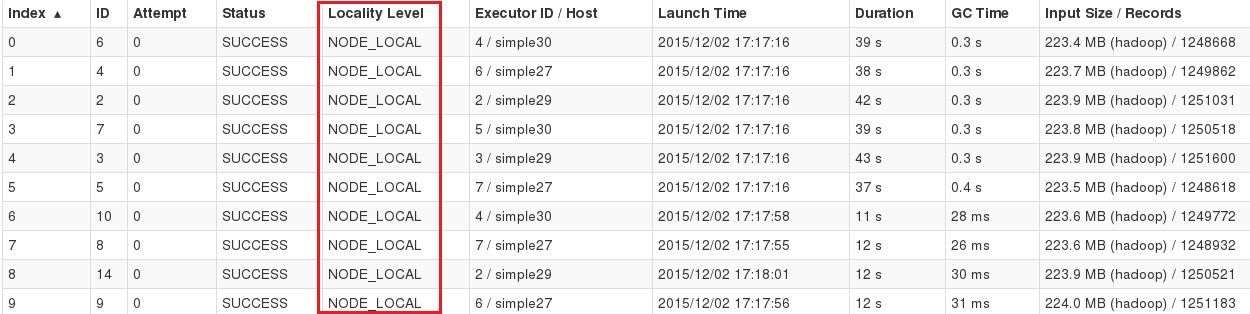 Index ▲ ID Attempt Status Locality Level Executor ID / Host Launch Time Duration GC Time Input Size / Records
0 6 0 SUCCESS NODE_LOCAL 4 / simple30 2015/12/02 17:17:16 39 s 0.3 s 223.4 MB (hadoop) / 1248668
1 4 0 SUCCESS NODE_LOCAL 6 / simple27 2015/12/02 17:17:16 38 s 0.3 s 223.7 MB (hadoop) / 1249862
2 2 0 SUCCESS NODE_LOCAL 2 / simple29 2015/12/02 17:17:16 42 s 0.3 s 223.9 MB (hadoop) / 1251031
3 7 0 SUCCESS NODE_LOCAL 5 / simple30 2015/12/02 17:17:16 39 s 0.3 s 223.8 MB (hadoop) / 1250518
4 3 0 SUCCESS NODE_LOCAL 3 / simple29 2015/12/02 17:17:16 43 s 0.3 s 223.9 MB (hadoop) / 1251600
5 5 0 SUCCESS NODE_LOCAL 7 / simple27 2015/12/02 17:17:16 37 s 0.4 s 223.5 MB (hadoop) / 1248618
6 10 0 SUCCESS NODE_LOCAL 4 / simple30 2015/12/02 17:17:58 11 s 28 ms 223.6 MB (hadoop) / 1249772
7 8 0 SUCCESS NODE_LOCAL 7 / simple27 2015/12/02 17:17:55 12 s 26 ms 223.6 MB (hadoop) / 1248932
8 14 0 SUCCESS NODE_LOCAL 2 / simple29 2015/12/02 17:18:01 12 s 30 ms 223.9 MB (hadoop) / 1250521
9 9 0 SUCCESS NODE_LOCAL 6 / simple27 2015/12/02 17:17:56 12 s 31 ms 224.0 MB (hadoop) / 1251183